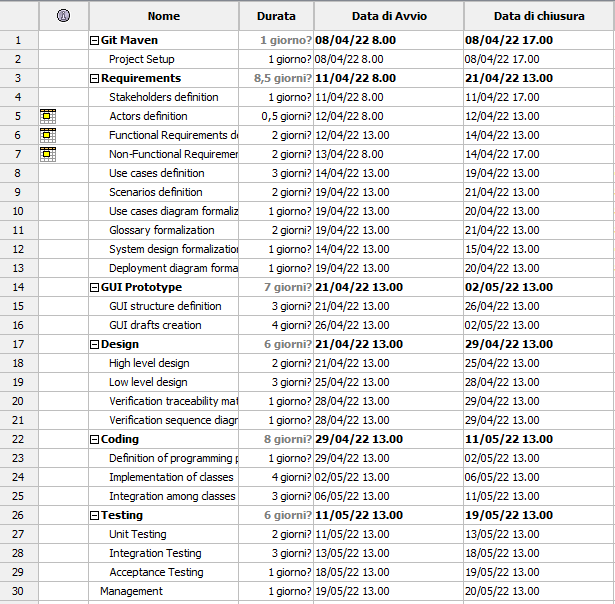 Nome Durata Data di Avvio Data di chiusura
1 Git Maven 1 giorno? 08/04/22 8.00 08/04/22 17.00
2 Project Setup 1 giorno? 08/04/22 8.00 08/04/22 17.00
3 Requirements 8,5 giorni? 11/04/22 8.00 21/04/22 13.00
4 Stakeholders definition 1 giorno? 11/04/22 8.00 11/04/22 17.00
5 Actors definition 0,5 giorni? 12/04/22 8.00 12/04/22 13.00
6 Functional Requirements de 2 giorni? 12/04/22 13.00 14/04/22 13.00
7 Non-Functional Requiremer 2 giorni? 13/04/22 8.00 14/04/22 17.00
8 Use cases definition 3 giorni? 14/04/22 13.00 19/04/22 13.00
9 Scenarios definition 2 giorni? 19/04/22 13.00 21/04/22 13.00
10 Use cases diagram formaliz 1 giorno? 19/04/22 13.00 20/04/22 13.00
11 Glossary formalization 2 giorni? 19/04/22 13.00 21/04/22 13.00
12 System design formalization 1 giorno? 14/04/22 13.00 15/04/22 13.00
13 Deployment diagram forma 1 giorno? 19/04/22 13.00 20/04/22 13.00
14 GUI Prototype 7 giorni? 21/04/22 13.00 02/05/22 13.00
15 GUI structure definition 3 giorni? 21/04/22 13.00 26/04/22 13.00
16 GUI drafts creation 4 giorni? 26/04/22 13.00 02/05/22 13.00
17 Design 6 giorni? 21/04/22 13.00 29/04/22 13.00
18 High level design 2 giorni? 21/04/22 13.00 25/04/22 13.00
19 Low level design 3 giorni? 25/04/22 13.00 28/04/22 13.00
20 Verification traceability mat 1 giorno? 28/04/22 13.00 29/04/22 13.00
21 Verification sequence diagr 1 giorno? 28/04/22 13.00 29/04/22 13.00
22 Coding 8 giorni? 29/04/22 13.00 11/05/22 13.00
23 Definition of programming p 1 giorno? 29/04/22 13.00 02/05/22 13.00
24 Implementation of classes 4 giorni? 02/05/22 13.00 06/05/22 13.00
25 Integration among classes 3 giorni? 06/05/22 13.00 11/05/22 13.00
26 Testing 6 giorni? 11/05/22 13.00 19/05/22 13.00
27 Unit Testing 2 giorni? 11/05/22 13.00 13/05/22 13.00
28 Integration Testing 3 giorni? 13/05/22 13.00 18/05/22 13.00
29 Acceptance Testing 1 giorno? 18/05/22 13.00 19/05/22 13.00
30 Management 1 giorno? 19/05/22 13.00 20/05/22 13.00